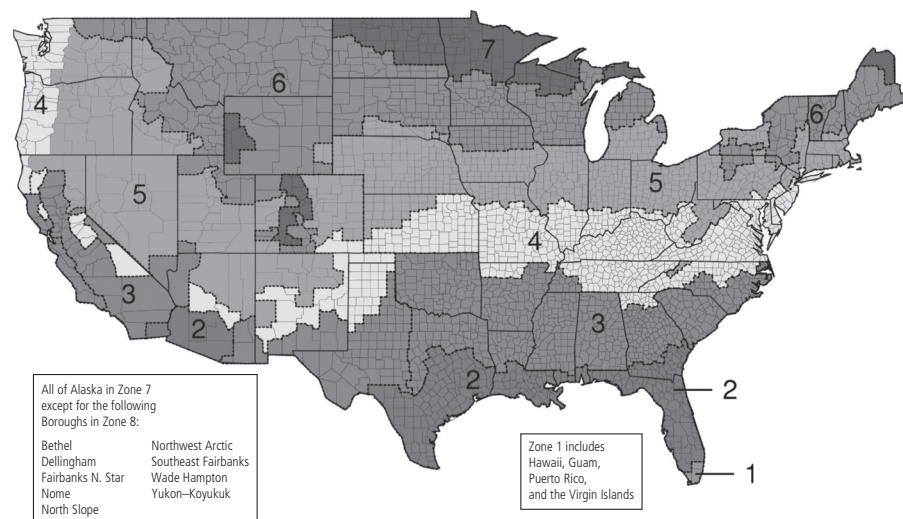 7
6
6
4
5
5
4
3
3
2
2
2
1
All of Alaska in Zone 7
except for the following
Boroughs in Zone 8:
Bethel Northwest Arctic
Dellingham Southeast Fairbanks
Fairbanks N. Star Wade Hampton
Nome Yukon–Koyukuk
North Slope
Zone 1 includes
Hawaii, Guam,
Puerto Rico,
and the Virgin Islands